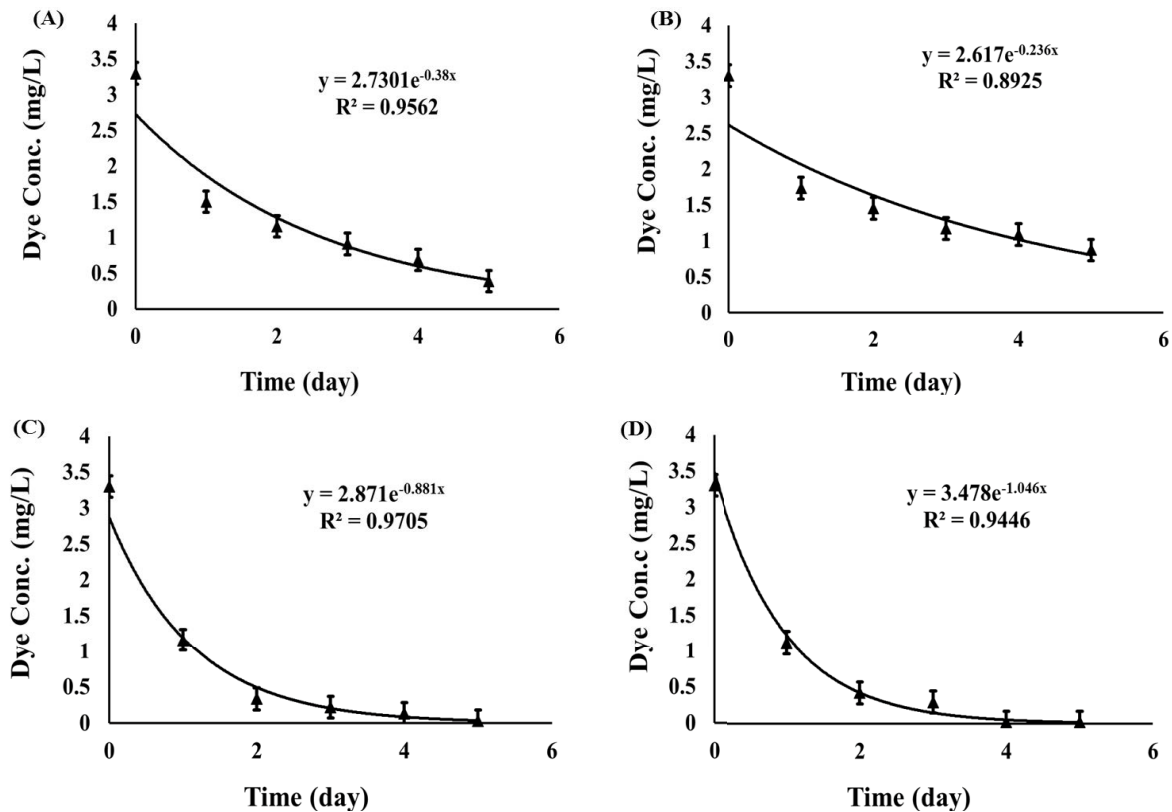 (A)
Dye Conc. (mg/L)
4
3.5
3
2.5
2
1.5
1
0.5
0
y = 2.7301e^-0.38x
R² = 0.9562
0 2 4 6
Time (day)
(B)
Dye Conc. (mg/L)
4
3.5
3
2.5
2
1.5
1
0.5
0
y = 2.617e^-0.236x
R² = 0.8925
0 2 4 6
Time (day)
(C)
Dye Conc. (mg/L)
4
3.5
3
2.5
2
1.5
1
0.5
0
y = 2.871e^-0.881x
R² = 0.9705
0 2 4 6
Time (day)
(D)
Dye Con.c (mg/L)
4
3.5
3
2.5
2
1.5
1
0.5
0
y = 3.478e^-1.046x
R² = 0.9446
0 2 4 6
Time (day)